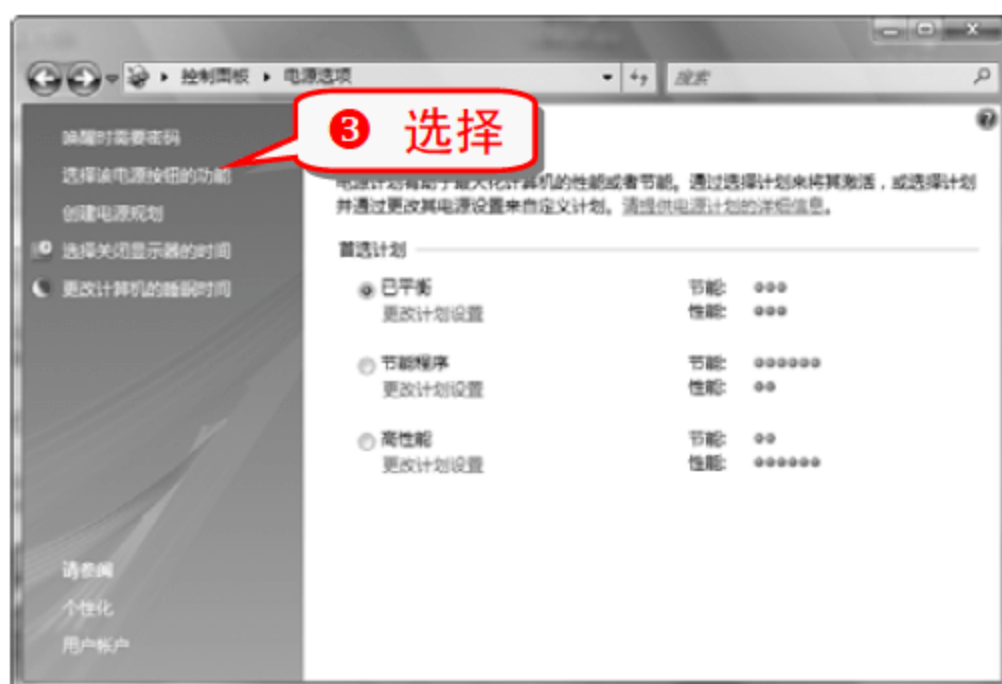 控制面板 ▸ 电源选项
搜索
唤醒时需要密码
选择该电源按钮的功能
创建电源规划
选择关闭显示器的时间
更改计算机的睡眠时间
❸ 选择
电源计划有助于最大化计算机的性能或者节能。通过选择计划来将其激活，或选择计划
并通过更改其电源设置来自定义计划。请提供电源计划的详细信息。
首选计划
已平衡 节能:
更改计划设置 性能:
节能程序 节能:
更改计划设置 性能:
高性能 节能:
更改计划设置 性能:
请参阅
个性化
用户帐户